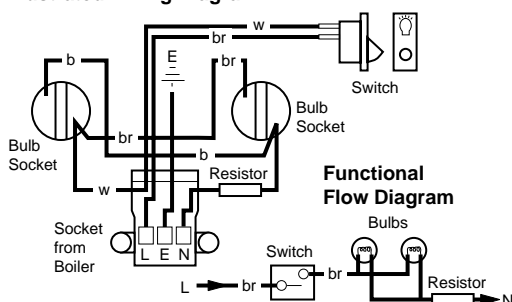 w
br
E
b
br
Switch
Bulb
Socket
Bulb
Socket
br
b
w
Resistor
Functional
Flow Diagram
Bulbs
Socket
from
Boiler
L E N
Switch
br
L
br
Resistor
N